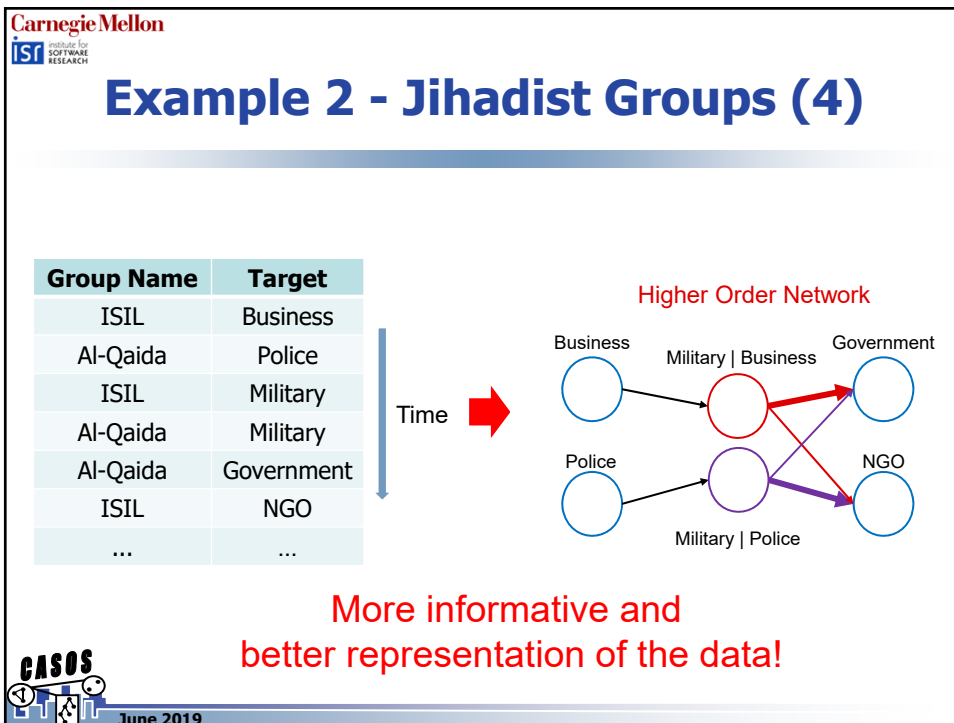 Carnegie Mellon
isr institute for
SOFTWARE
RESEARCH
Example 2 - Jihadist Groups (4)
Group Name Target
ISIL Business
Al-Qaida Police
ISIL Military
Al-Qaida Military
Al-Qaida Government
ISIL NGO
... ...
Time
Higher Order Network
Business
Military | Business
Government
Police
NGO
Military | Police
More informative and
better representation of the data!
CASOS
June 2019